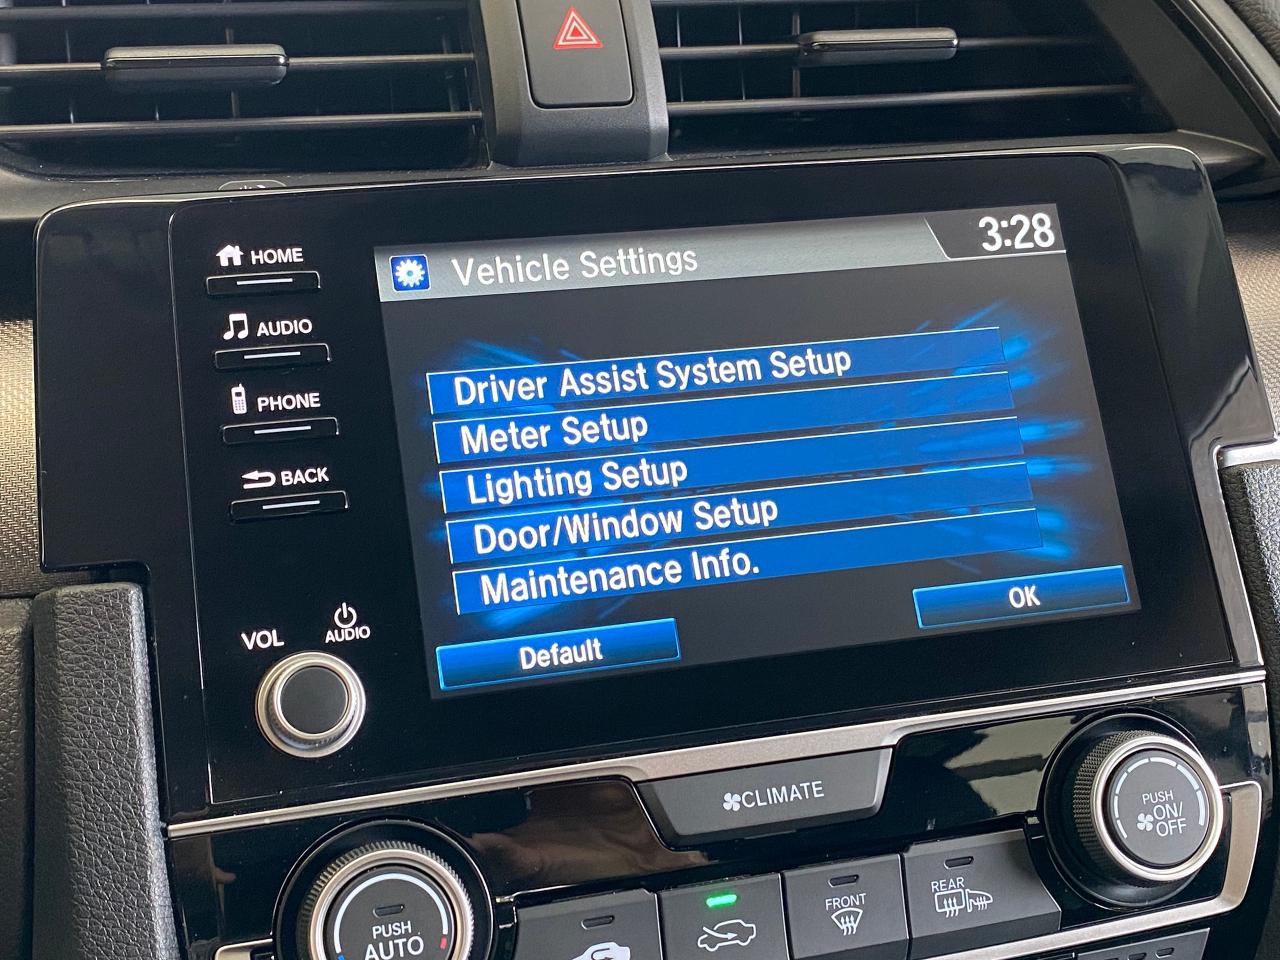 3:28
Vehicle Settings
HOME
AUDIO
PHONE
BACK
Driver Assist System Setup
Meter Setup
Lighting Setup
Door/Window Setup
Maintenance Info.
Default
OK
VOL
AUDIO
CLIMATE
PUSH
ON/
OFF
PUSH
AUTO
FRONT
REAR